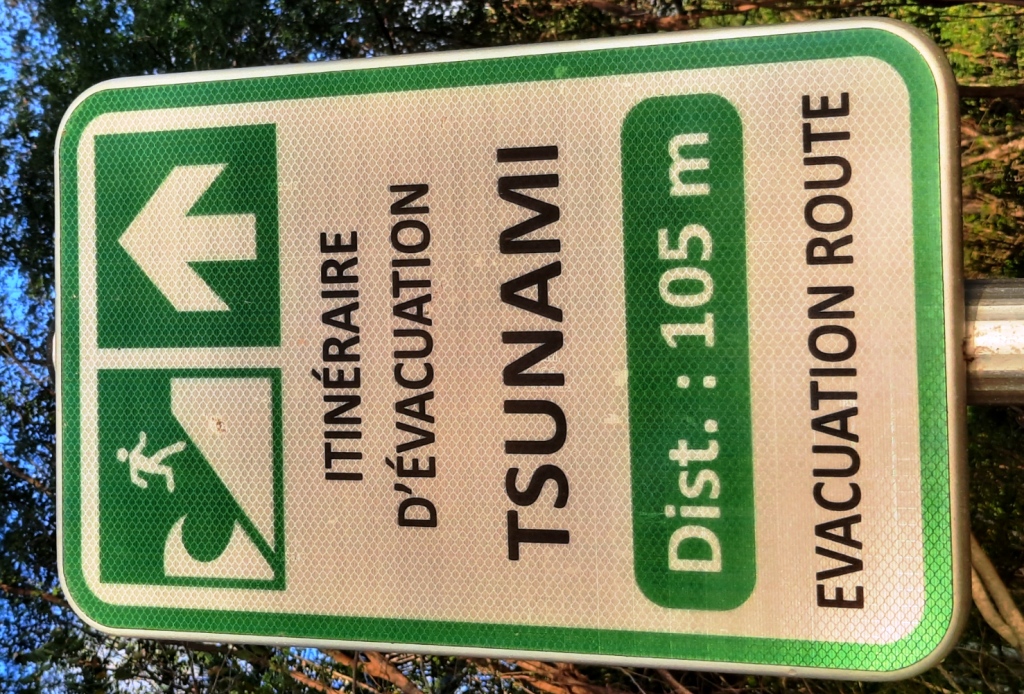 ITINÉRAIRE
D'ÉVACUATION
TSUNAMI
Dist. : 105 m
EVACUATION ROUTE